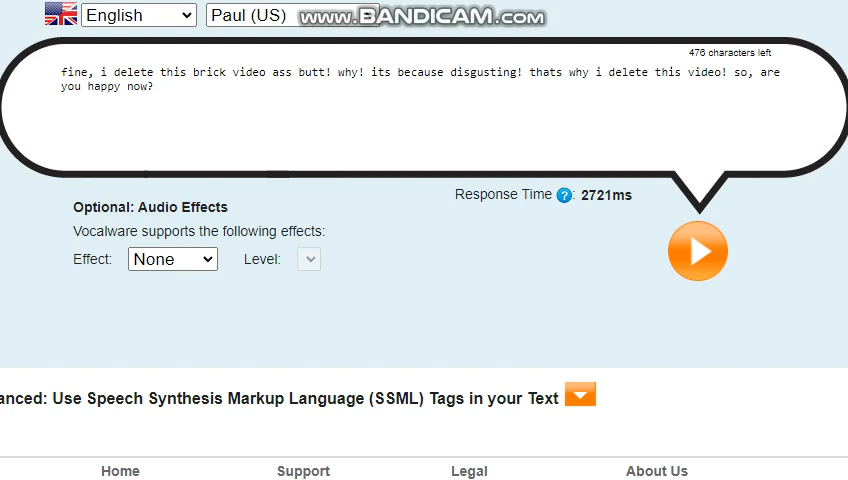 English Paul (US) www.BANDICAM.com
476 characters left
fine, i delete this brick video ass butt! why! its because disgusting! thats why i delete this video! so, are
you happy now?
Response Time ? : 2721ms
Optional: Audio Effects
Vocalware supports the following effects:
Effect: None Level:
anced: Use Speech Synthesis Markup Language (SSML) Tags in your Text
Home Support Legal About Us